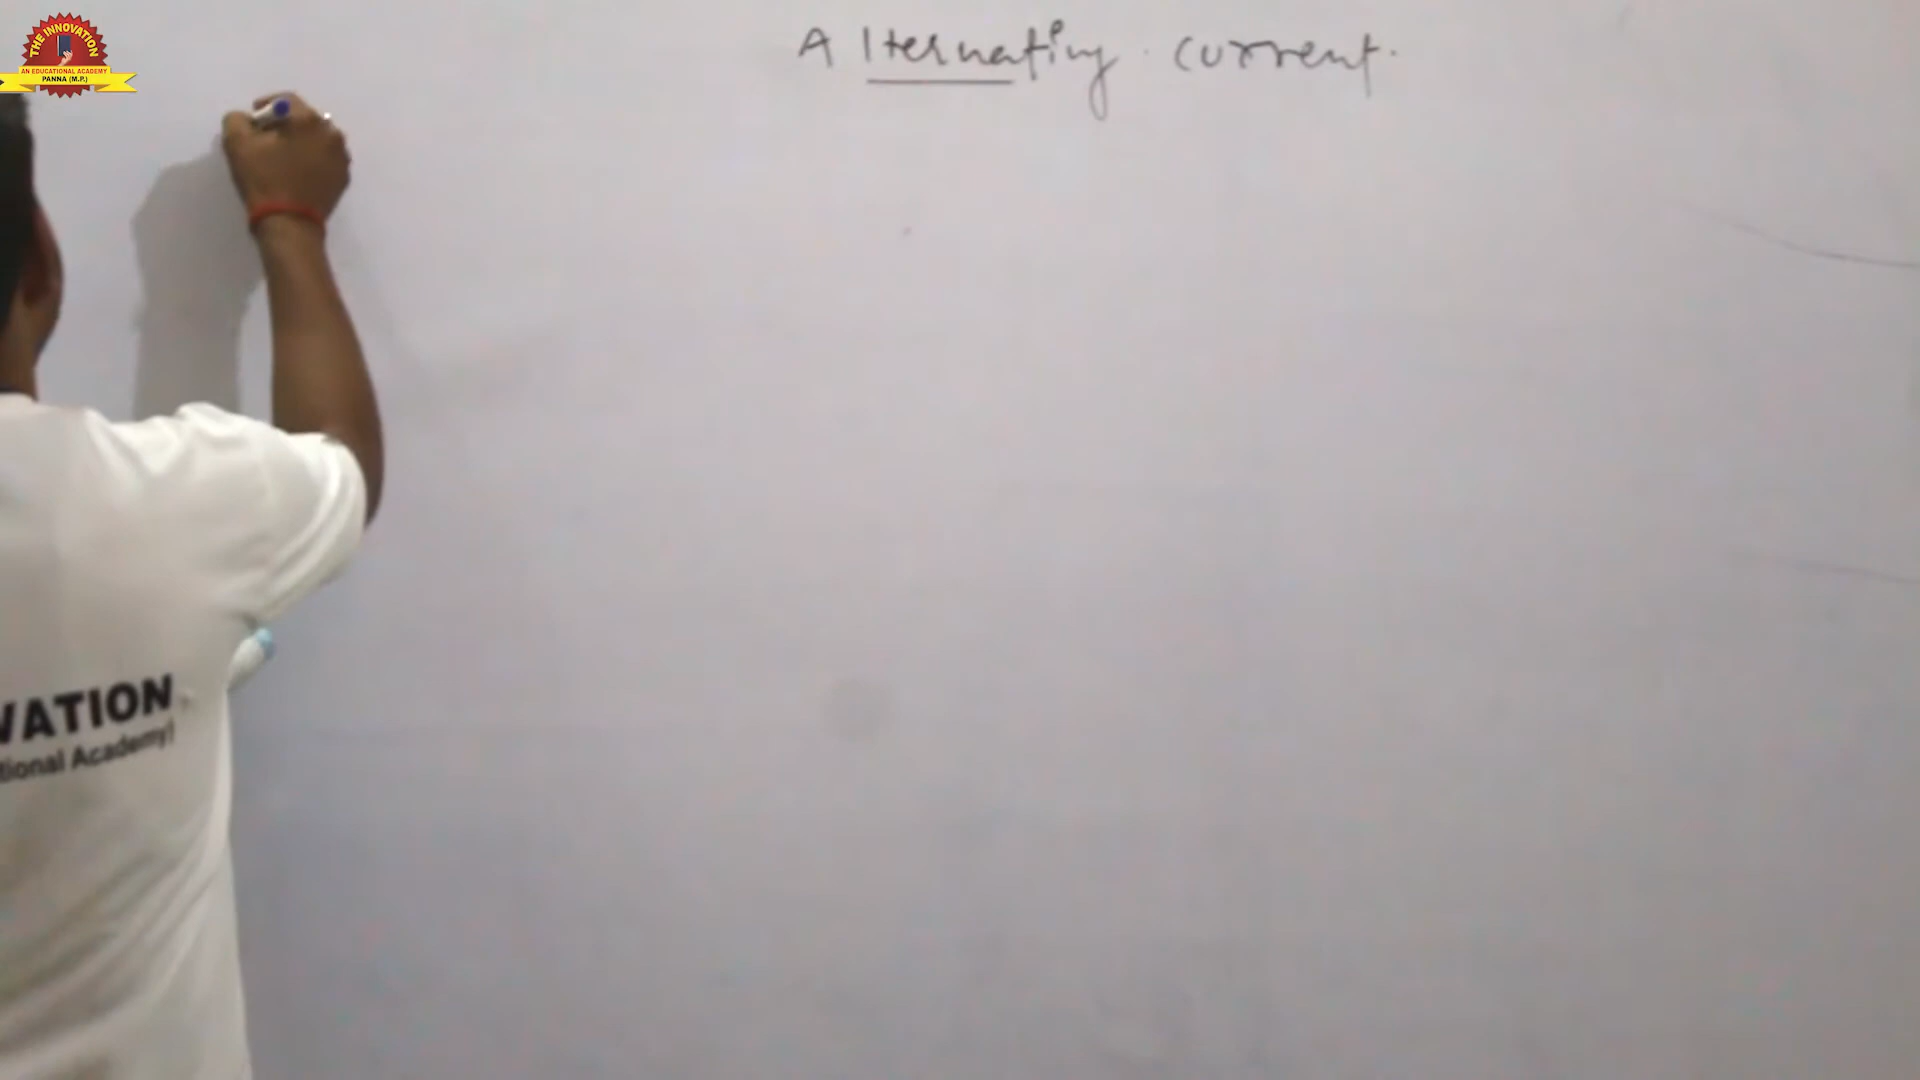 THE INNOVATION
AN EDUCATIONAL ACADEMY
PANNA (M.P.)
Alternating current.
VATION
tional Academy)